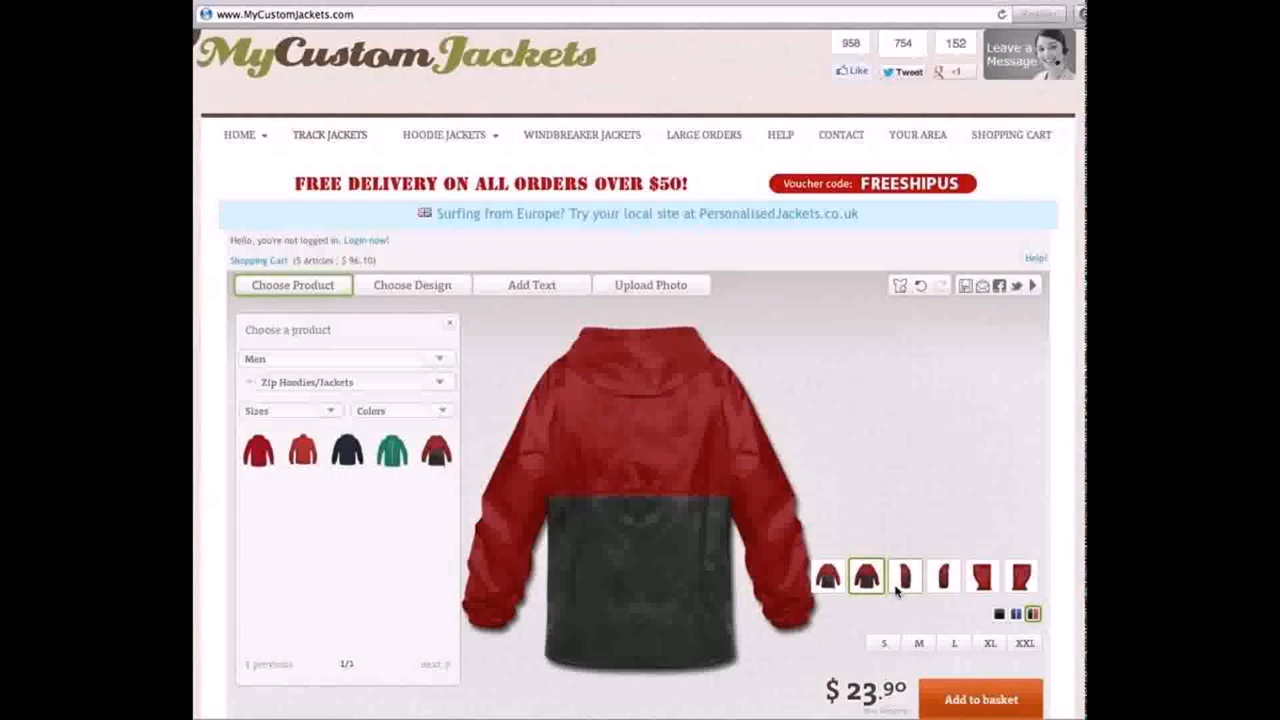 www.MyCustomJackets.com
MyCustomJackets
958 754 152
Like Tweet +1
Leave a
Message
HOME TRACK JACKETS HOODIE JACKETS WINDBREAKER JACKETS LARGE ORDERS HELP CONTACT YOUR AREA SHOPPING CART
FREE DELIVERY ON ALL ORDERS OVER $50! Voucher code: FREESHIPUS
Surfing from Europe? Try your local site at PersonalisedJackets.co.uk
Hello, you're not logged in. Login now!
Shopping Cart (5 Articles : $ 96.10) Help!
Choose Product Choose Design Add Text Upload Photo
Choose a product x
Men
Zip Hoodies/Jackets
Sizes Colors
S M L XL XXL
previous 1/1 next
$ 23.90 Add to basket